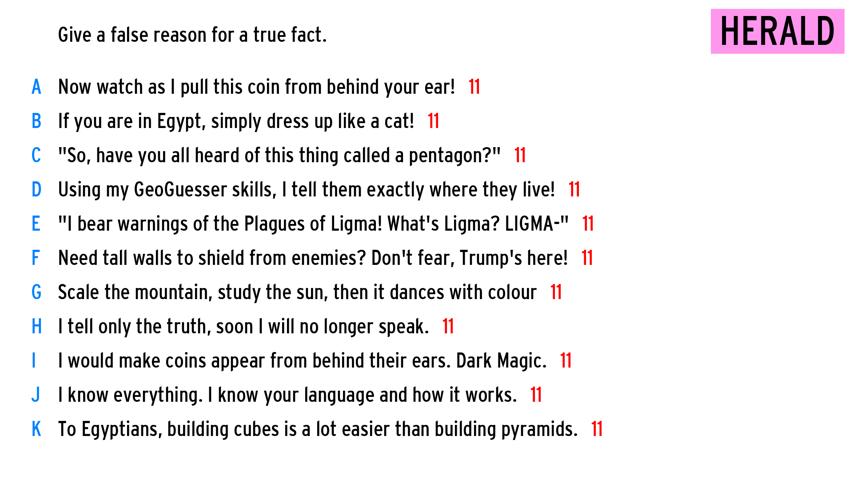 Give a false reason for a true fact.
HERALD
A Now watch as I pull this coin from behind your ear! 11
B If you are in Egypt, simply dress up like a cat! 11
C "So, have you all heard of this thing called a pentagon?" 11
D Using my GeoGuesser skills, I tell them exactly where they live! 11
E "I bear warnings of the Plagues of Ligma! What's Ligma? LIGMA-" 11
F Need tall walls to shield from enemies? Don't fear, Trump's here! 11
G Scale the mountain, study the sun, then it dances with colour 11
H I tell only the truth, soon I will no longer speak. 11
I I would make coins appear from behind their ears. Dark Magic. 11
J I know everything. I know your language and how it works. 11
K To Egyptians, building cubes is a lot easier than building pyramids. 11